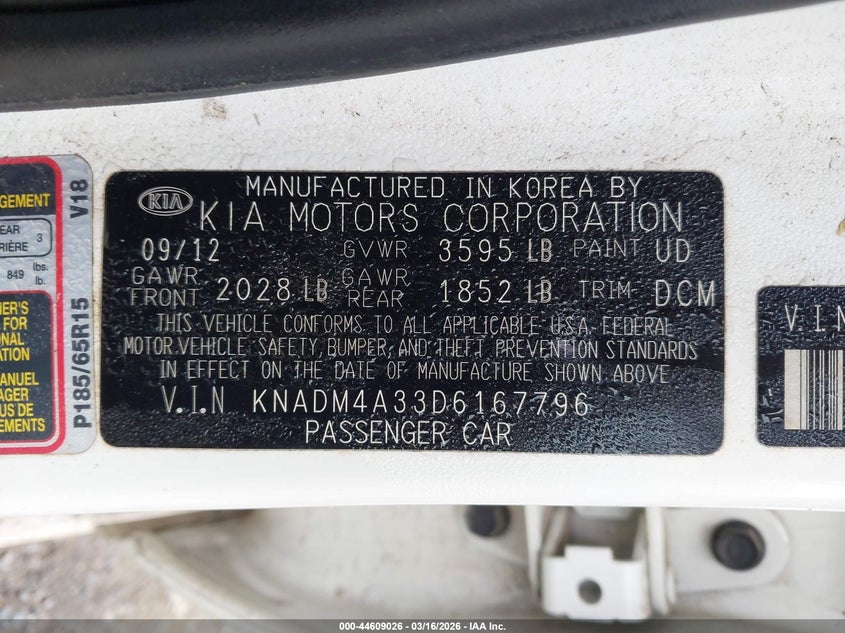 MANUFACTURED IN KOREA BY
KIA KIA MOTORS CORPORATION
09/12 GVWR 3595 LB PAINT UD
GAWR FRONT 2028 LB GAWR REAR 1852 LB TRIM DCM
THIS VEHICLE CONFORMS TO ALL APPLICABLE U.S.A. FEDERAL
MOTOR VEHICLE SAFETY, BUMPER, AND THEFT PREVENTION STANDARDS
IN EFFECT ON THE DATE OF MANUFACTURE SHOWN ABOVE
V.I.N KNADM4A33D6167796
PASSENGER CAR
V18
P185/65R15
3
849 lbs.
lb.
FOR
MANUEL
V.I.N
000-44609026 - 03/16/2026 - IAA Inc.